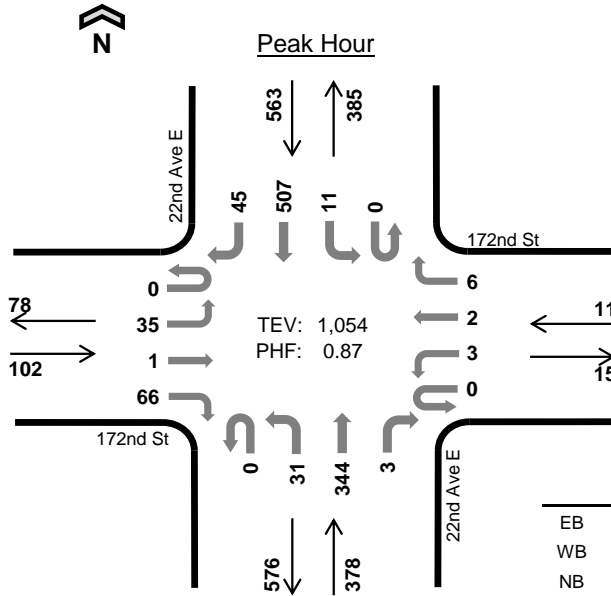 N
Peak Hour
563
385
22nd Ave E
45
507
11
0
172nd St
0
6
78
35
TEV: 1,054
2
11
102
1
PHF: 0.87
3
15
66
0
172nd St
0
31
344
3
22nd Ave E
576
378
EB
WB
NB